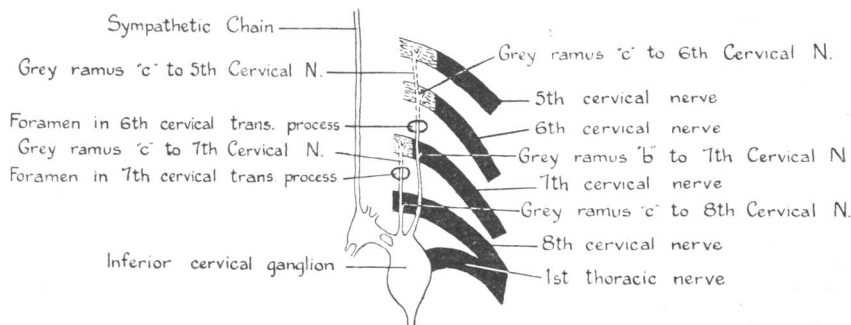 Sympathetic Chain
Grey ramus "c" to 5th Cervical N.
Foramen in 6th cervical trans. process
Grey ramus "c" to 7th Cervical N.
Foramen in 7th cervical trans. process
Inferior cervical ganglion
Grey ramus "c" to 6th Cervical N.
5th cervical nerve
6th cervical nerve
Grey ramus "b" to 7th Cervical N
7th cervical nerve
Grey ramus "c" to 8th Cervical N.
8th cervical nerve
1st thoracic nerve